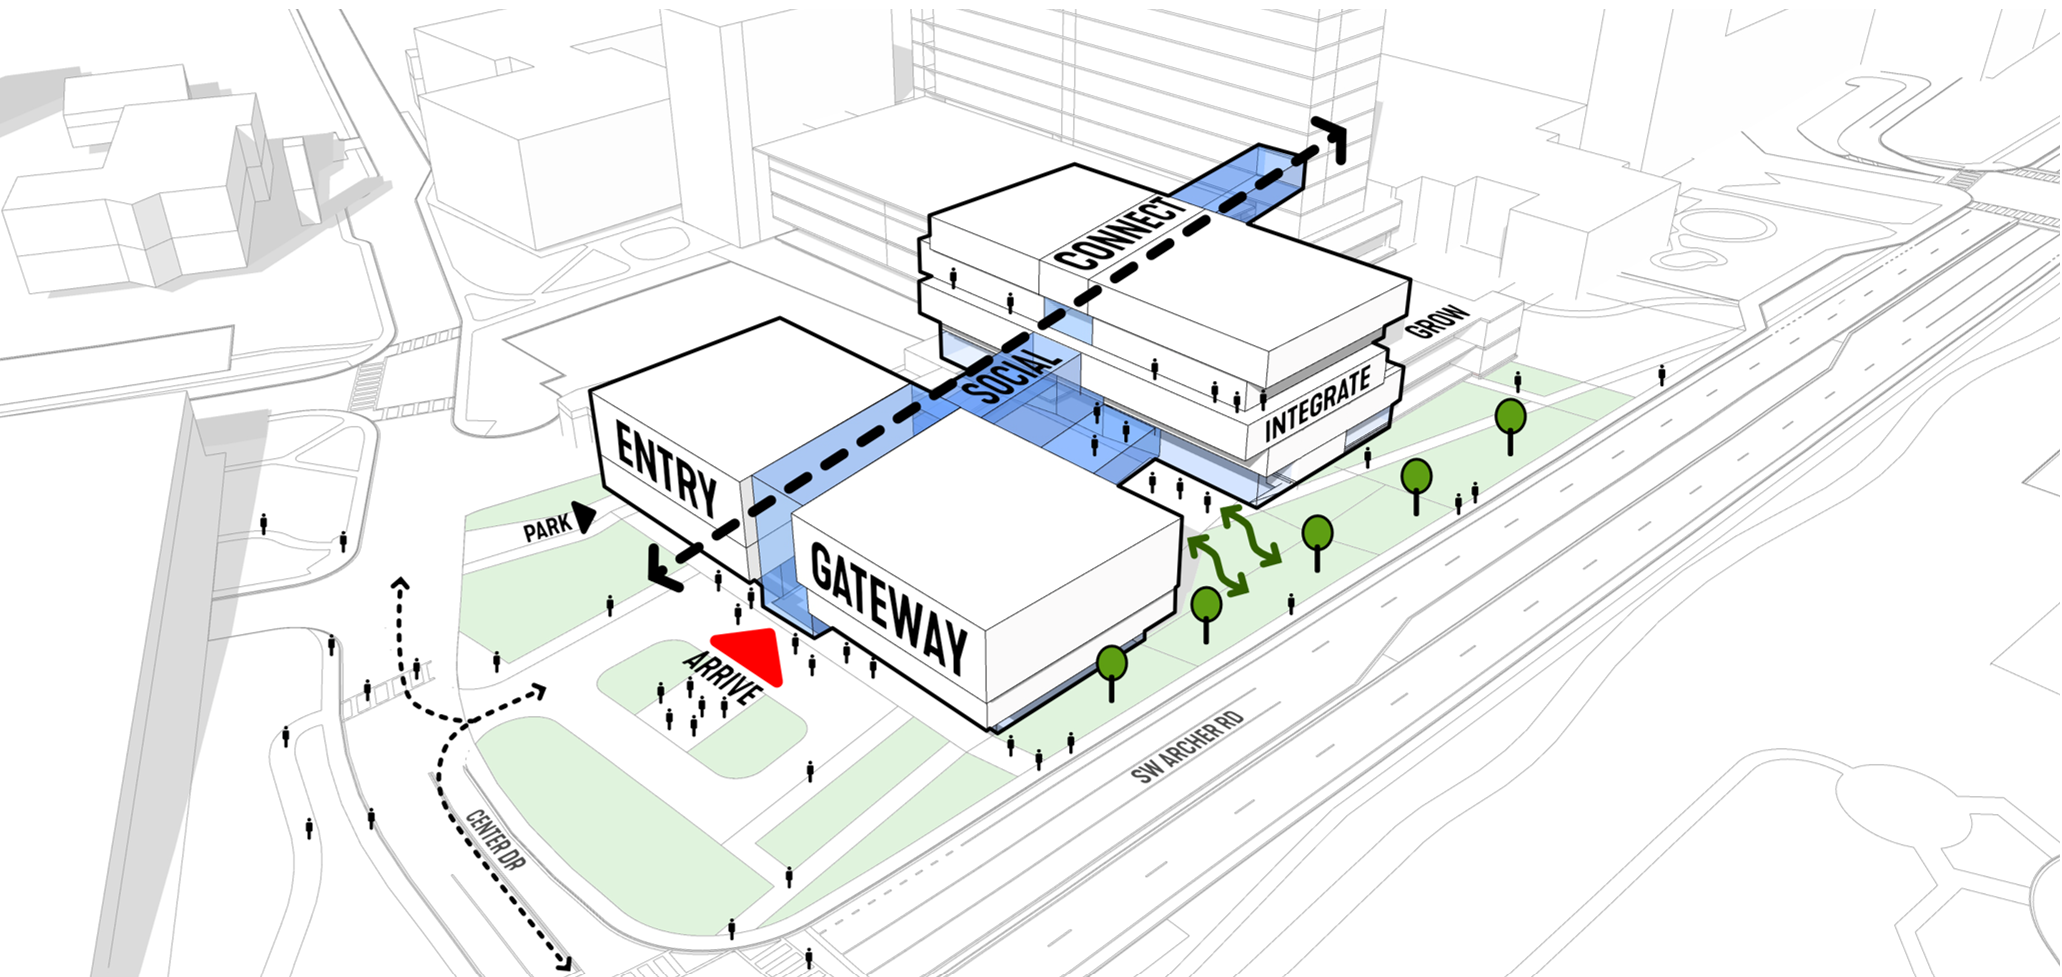 CONNECT
GROW
SOCIAL
INTEGRATE
ENTRY
PARK
GATEWAY
ARRIVE
SW ARCHER RD
CENTER DR